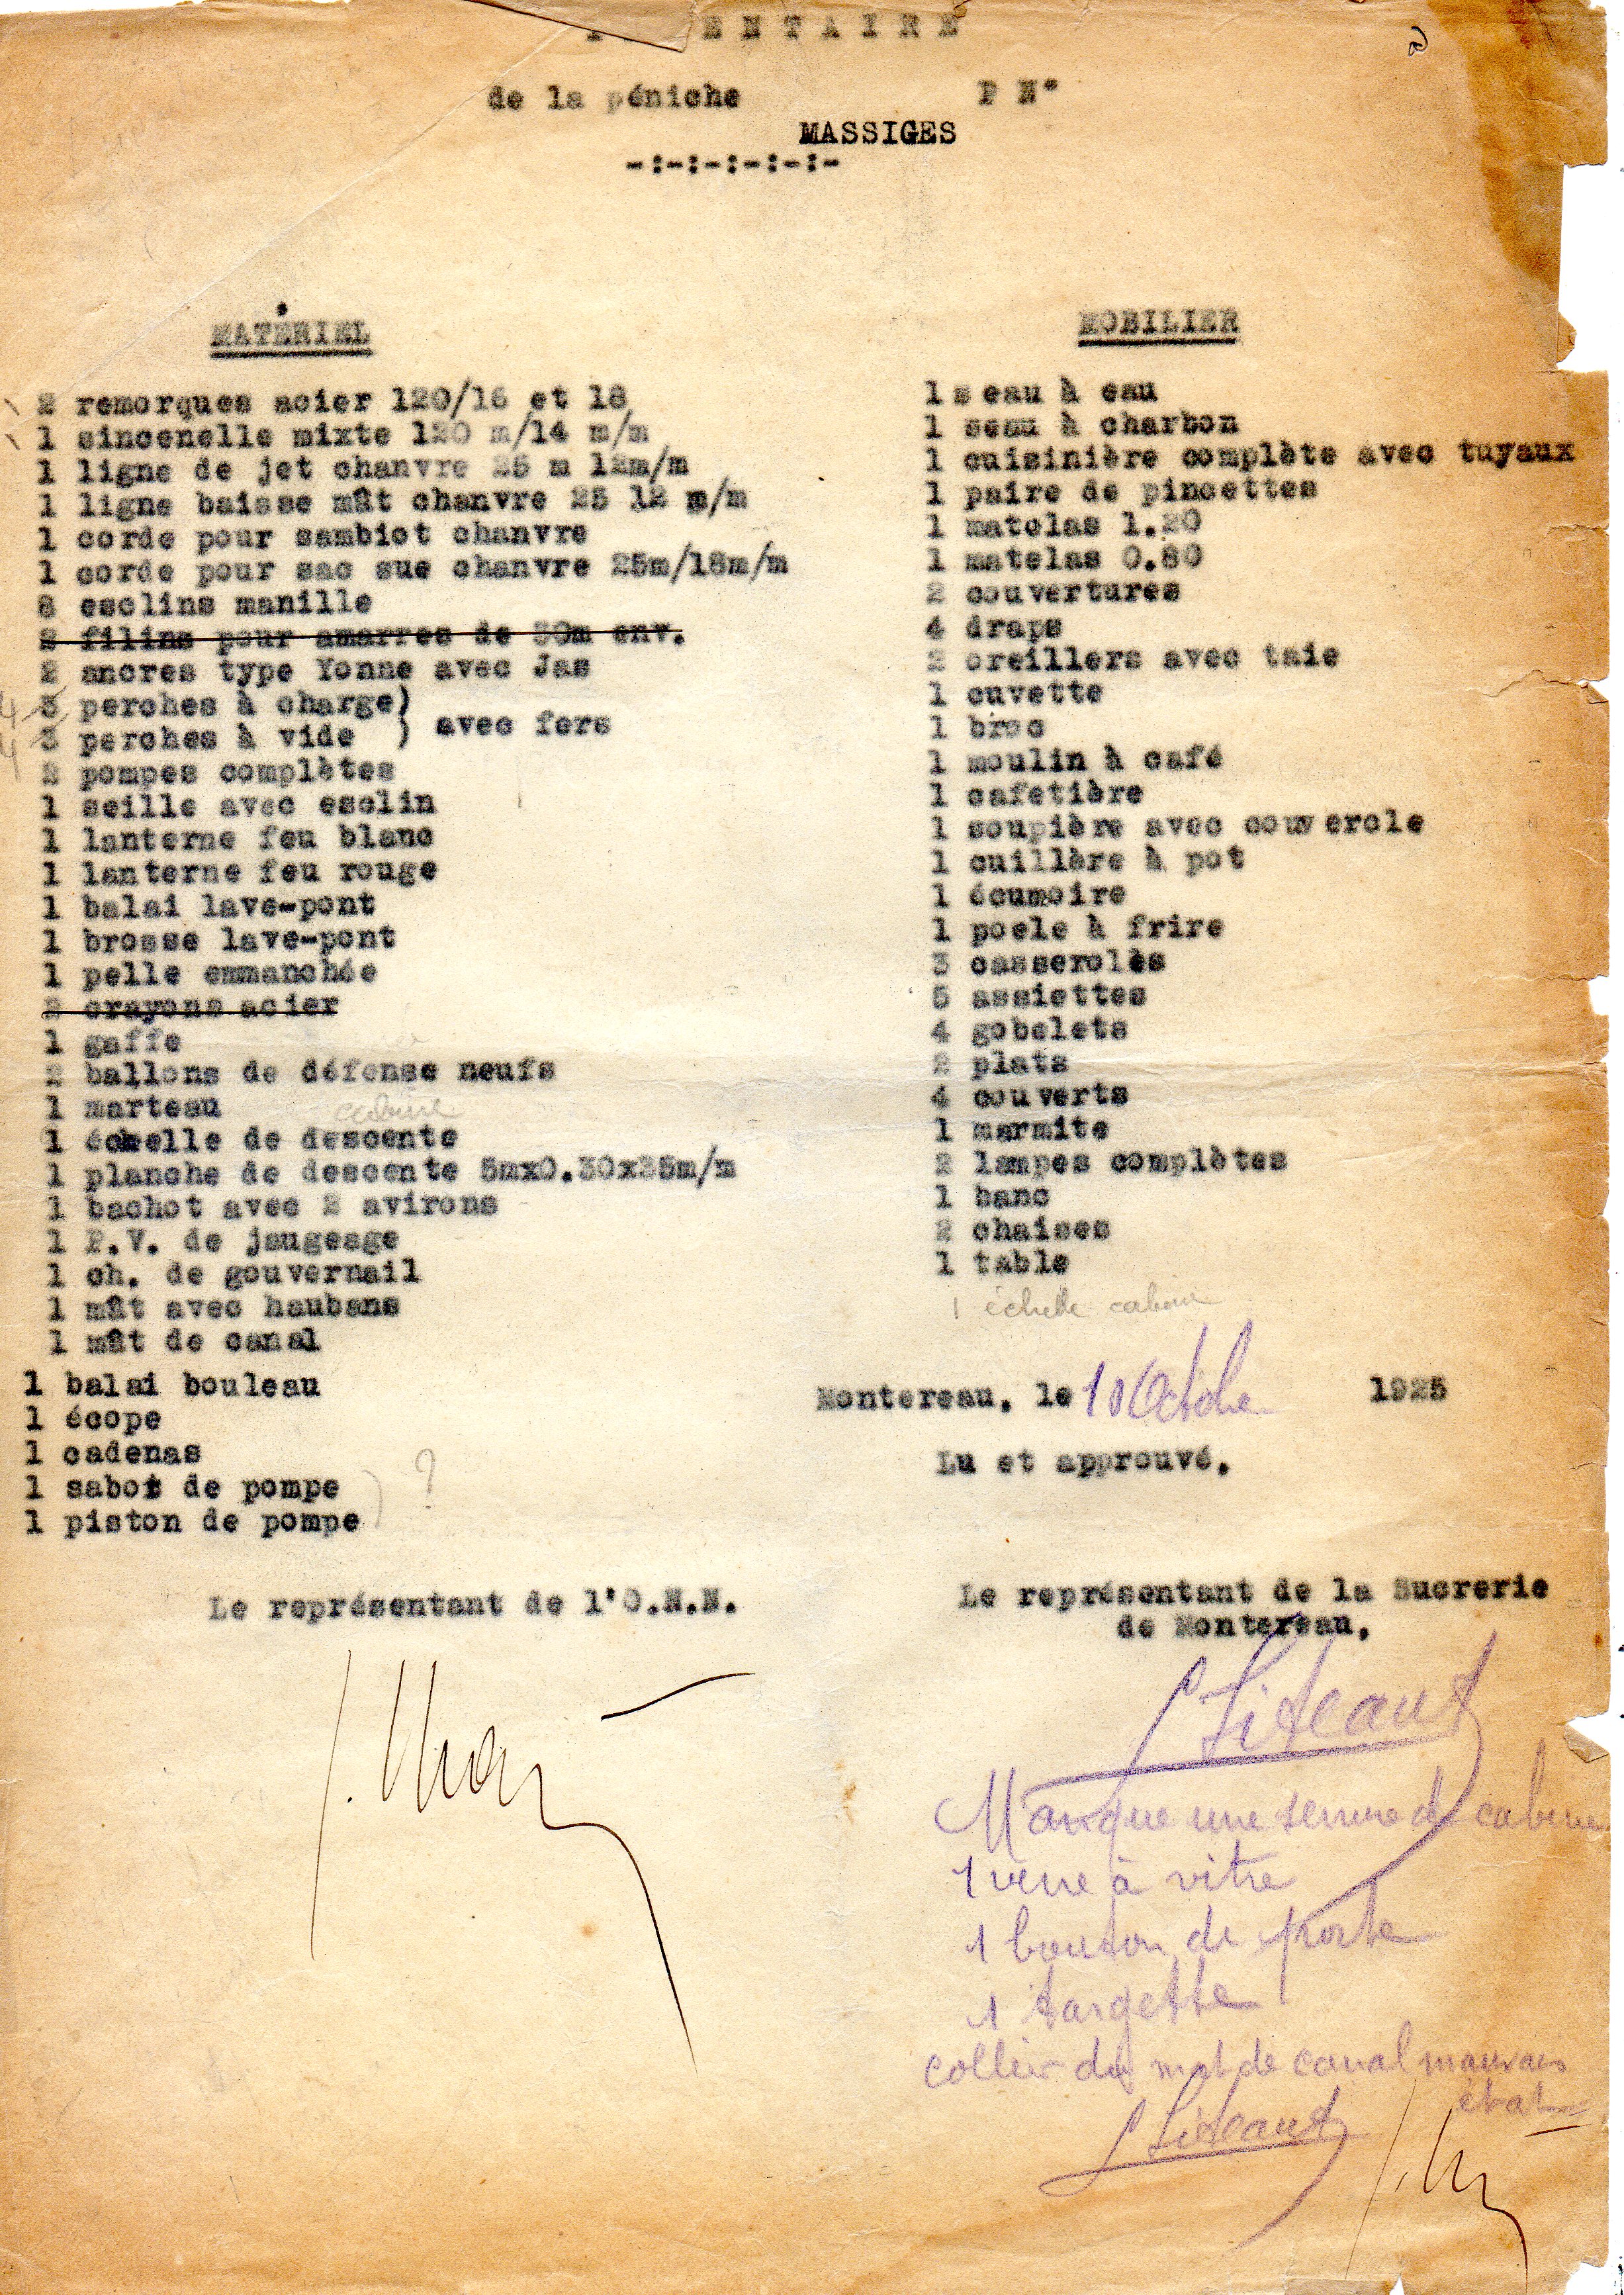 ENTAIRE
de la péniche P N°
MASSIGES
-:-:-:-:-:-
MATÉRIEL
2 remorques acier 120/16 et 18
1 sincenelle mixte 120 m/14 m/m
1 ligne de jet chanvre 25 m 12m/m
1 ligne baisse mât chanvre 25 12 m/m
1 corde pour sambiot chanvre
1 corde pour sac sue chanvre 25m/18m/m
8 esclins manille
2 filins pour amarres de 30m env.
2 ancres type Yonne avec Jas
4 3 perches à charge)
4 3 perches à vide ) avec fers
2 pompes complètes
1 seille avec esclin
1 lanterne feu blanc
1 lanterne feu rouge
1 balai lave-pont
1 brosse lave-pont
1 pelle emmanchée
2 crayons acier
1 gaffe
2 ballons de défense neufs
1 marteau
cabine
1 échelle de descente
1 planche de descente 5mx0.30x35m/m
1 bachot avec 2 avirons
1 P.V. de jaugeage
1 ch. de gouvernail
1 mât avec haubans
1 mât de canal
1 balai bouleau
1 écope
1 cadenas
1 sabot de pompe
1 piston de pompe ) ?
MOBILIER
1 seau à eau
1 seau à charbon
1 cuisinière complète avec tuyaux
1 paire de pincettes
1 matelas 1.20
1 matelas 0.80
2 couvertures
4 draps
2 oreillers avec taie
1 cuvette
1 broc
1 moulin à café
1 cafetière
1 soupière avec couvercle
1 cuillère à pot
1 écumoire
1 poele à frire
3 casserolès
5 assiettes
4 gobelets
2 plats
4 couverts
1 marmite
2 lampes complètes
1 banc
2 chaises
1 table
1 échelle cabine
Montereau, le 10 Octobre 1925
Lu et approuvé.
Le représentant de l'O.N.N.
Le représentant de la Sucrerie
de Montereau.
Manque une serrure de cabine
1 verre à vitre
1 bouton de porte
1 targette
collier du mat de canal mauvais
état